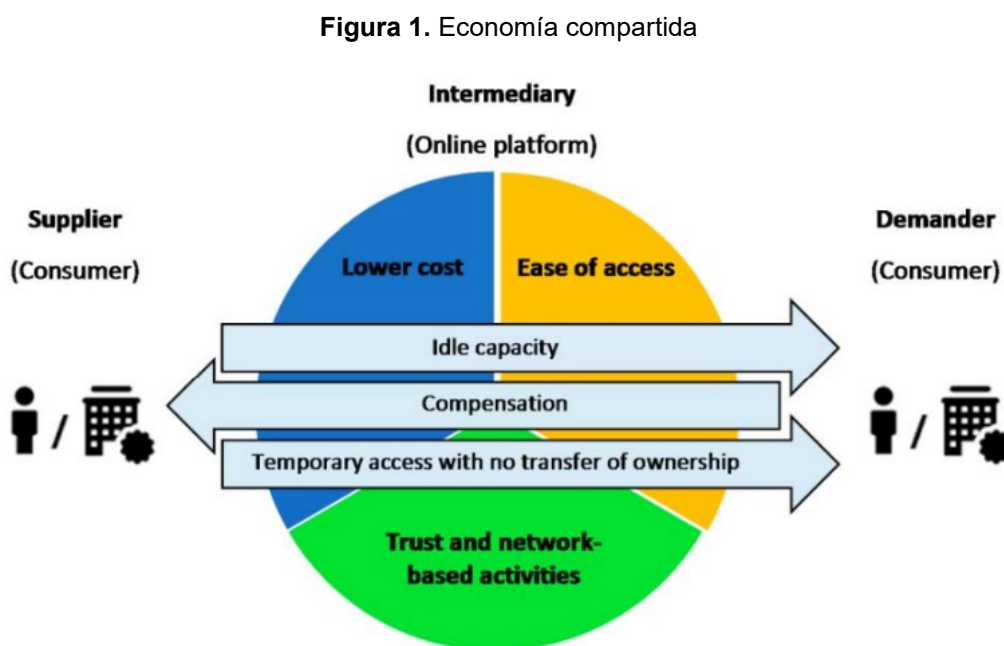 Figura 1. Economía compartida
Intermediary
(Online platform)
Supplier
(Consumer)
Demander
(Consumer)
Lower cost
Ease of access
Idle capacity
Compensation
/
/
Temporary access with no transfer of ownership
Trust and network-
based activities